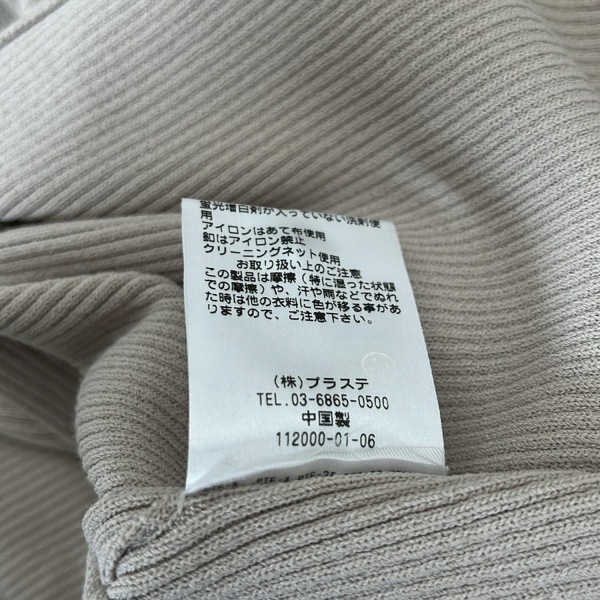 蛍光増白剤が入っていない洗剤使
用
アイロンはあて布使用
釦はアイロン禁止
クリーニングネット使用
お取り扱い上のご注意
この製品は摩擦（特に湿った状態
での摩擦）や、汗や雨などでぬれ
た時は他の衣料に色が移る事があ
りますので、ご注意下さい。
（株）プラステ
TEL.03-6865-0500
中国製
112000-01-06